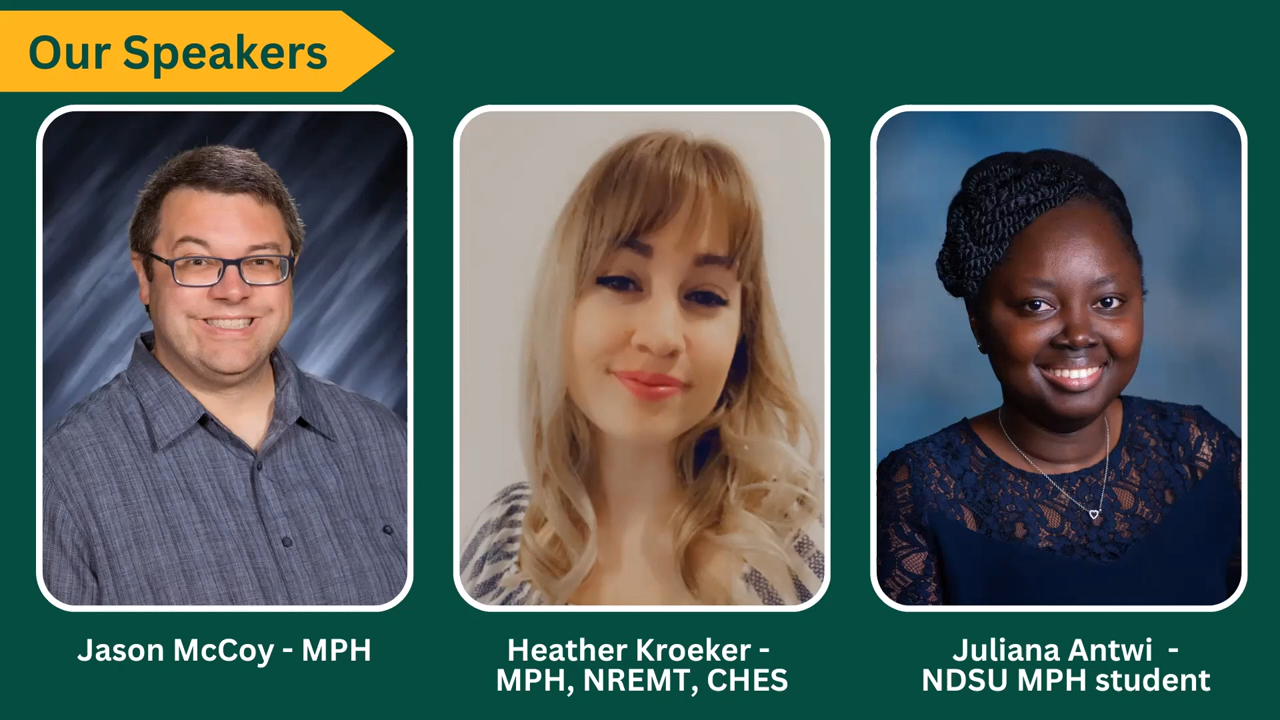 Our Speakers
Jason McCoy - MPH
Heather Kroeker -
MPH, NREMT, CHES
Juliana Antwi -
NDSU MPH student